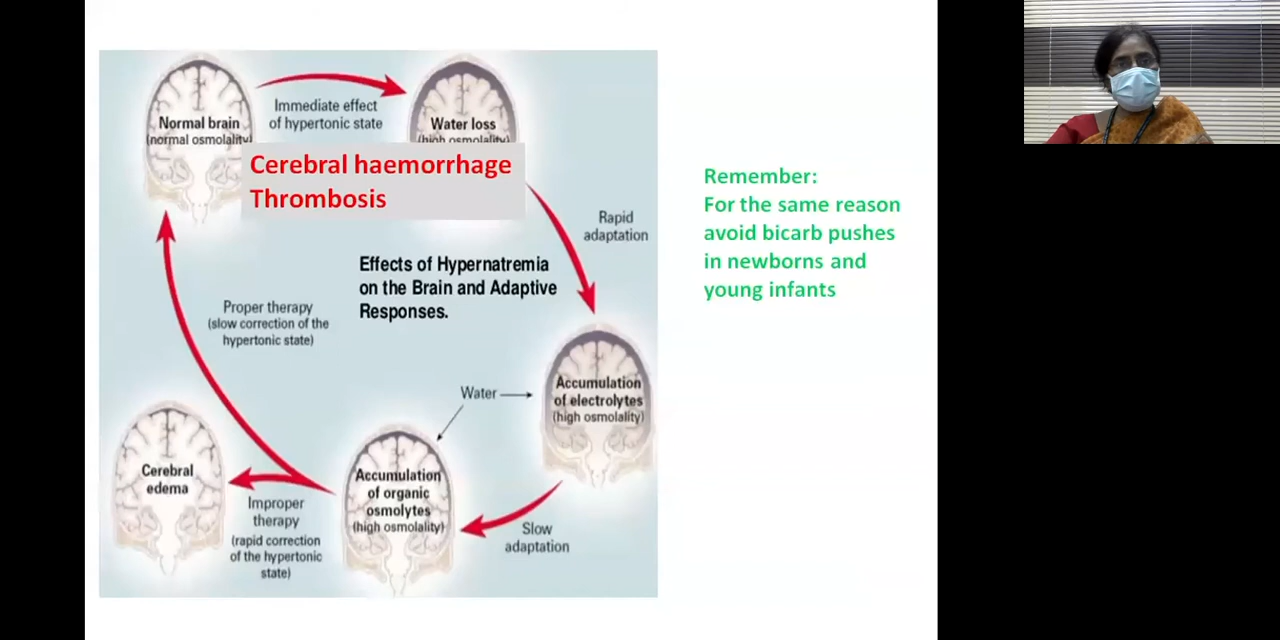 Normal brain
(normal osmolality)
Immediate effect
of hypertonic state
Water loss
(high osmolality)
Cerebral haemorrhage
Thrombosis
Rapid
adaptation
Effects of Hypernatremia
on the Brain and Adaptive
Responses.
Proper therapy
(slow correction of the
hypertonic state)
Water
Accumulation
of electrolytes
(high osmolality)
Cerebral
edema
Improper
therapy
(rapid correction
of the hypertonic
state)
Accumulation
of organic
osmolytes
(high osmolality)
Slow
adaptation
Remember:
For the same reason
avoid bicarb pushes
in newborns and
young infants